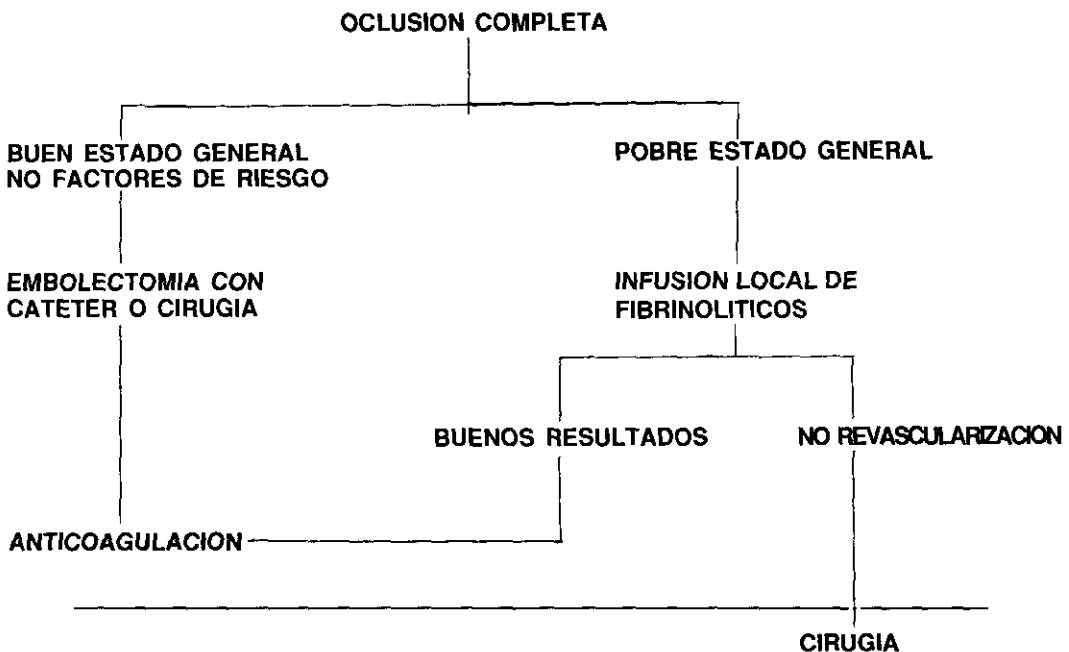 OCLUSION COMPLETA
BUEN ESTADO GENERAL
NO FACTORES DE RIESGO
POBRE ESTADO GENERAL
EMBOLECTOMIA CON
CATETER O CIRUGIA
INFUSION LOCAL DE
FIBRINOLITICOS
BUENOS RESULTADOS
NO REVASCULARIZACION
ANTICOAGULACION
CIRUGIA